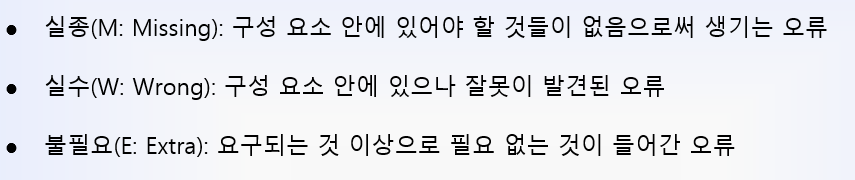 ● 실종(M: Missing): 구성 요소 안에 있어야 할 것들이 없음으로써 생기는 오류
● 실수(W: Wrong): 구성 요소 안에 있으나 잘못이 발견된 오류
● 불필요(E: Extra): 요구되는 것 이상으로 필요 없는 것이 들어간 오류